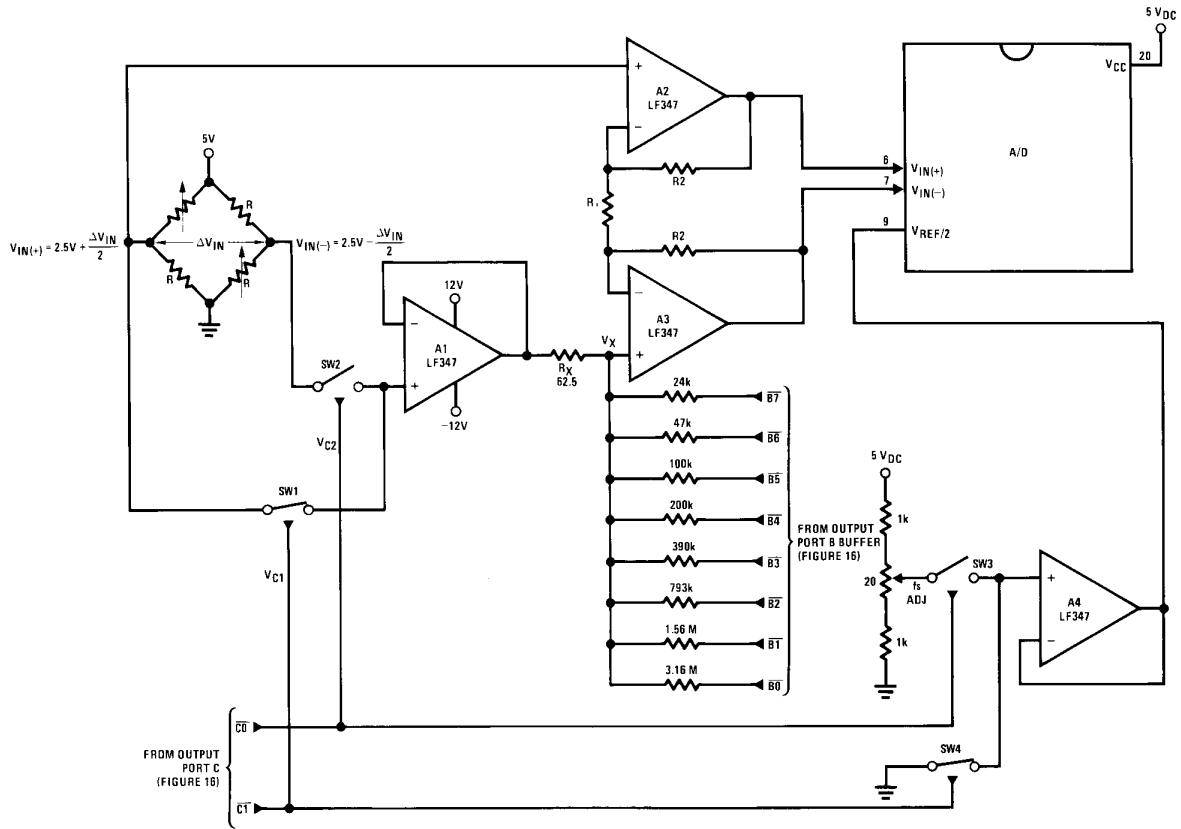 5 VDC
20
VCC
A/D
6
VIN(+)
7
VIN(−)
9
VREF/2
+
A2
LF347
−
R2
R2
−
A3
LF347
+
VX
RX
62.5
5V
R
R
R
ΔVIN
VIN(+) = 2.5V + ΔVIN/2
VIN(−) = 2.5V − ΔVIN/2
12V
−
A1
LF347
+
−12V
SW2
VC2
SW1
VC1
24k
B7
47k
B6
100k
B5
200k
B4
390k
B3
793k
B2
1.56 M
B1
3.16 M
B0
FROM OUTPUT
PORT B BUFFER
(FIGURE 16)
5 VDC
1k
20
fs
ADJ
1k
SW3
+
A4
LF347
−
SW4
FROM OUTPUT
PORT C
(FIGURE 16)
C0
C1